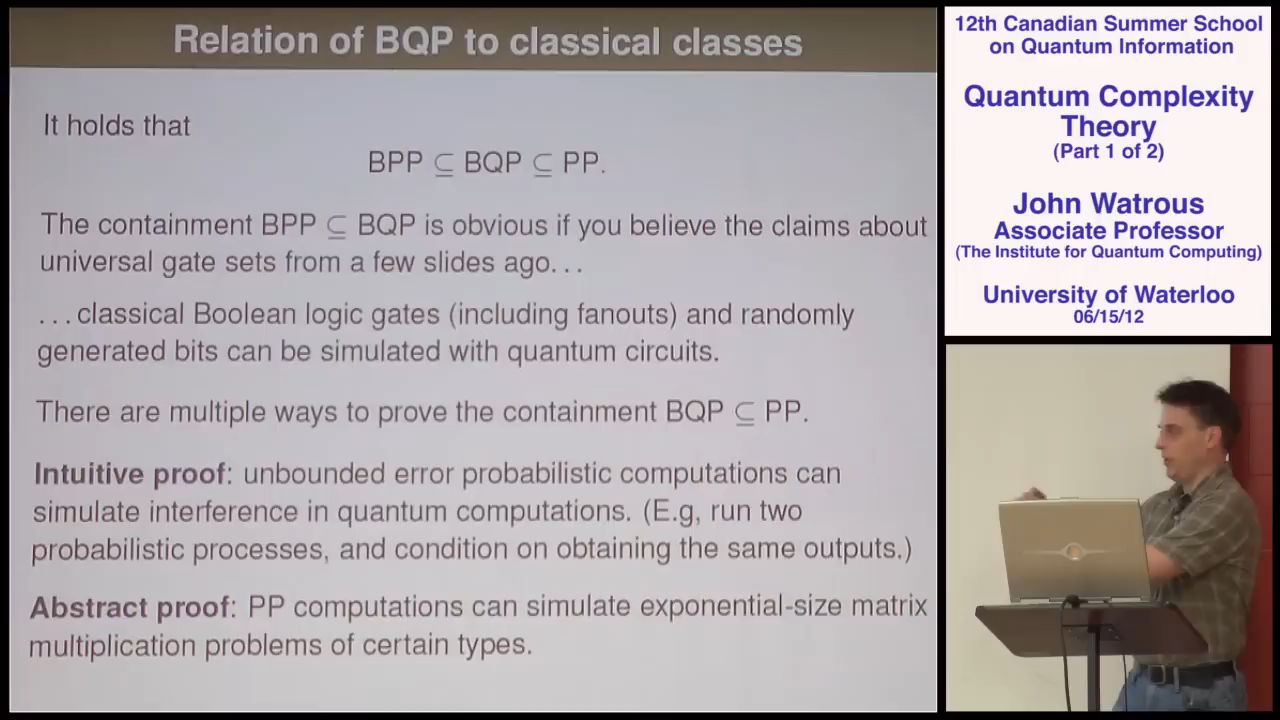 Relation of BQP to classical classes
It holds that
BPP ⊆ BQP ⊆ PP.
The containment BPP ⊆ BQP is obvious if you believe the claims about
universal gate sets from a few slides ago...
...classical Boolean logic gates (including fanouts) and randomly
generated bits can be simulated with quantum circuits.
There are multiple ways to prove the containment BQP ⊆ PP.
Intuitive proof: unbounded error probabilistic computations can
simulate interference in quantum computations. (E.g, run two
probabilistic processes, and condition on obtaining the same outputs.)
Abstract proof: PP computations can simulate exponential-size matrix
multiplication problems of certain types.
12th Canadian Summer School
on Quantum Information
Quantum Complexity
Theory
(Part 1 of 2)
John Watrous
Associate Professor
(The Institute for Quantum Computing)
University of Waterloo
06/15/12